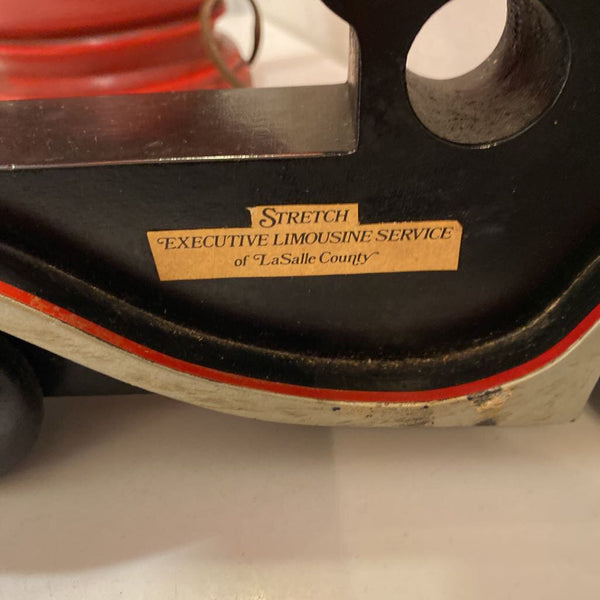 STRETCH
EXECUTIVE LIMOUSINE SERVICE
of LaSalle County